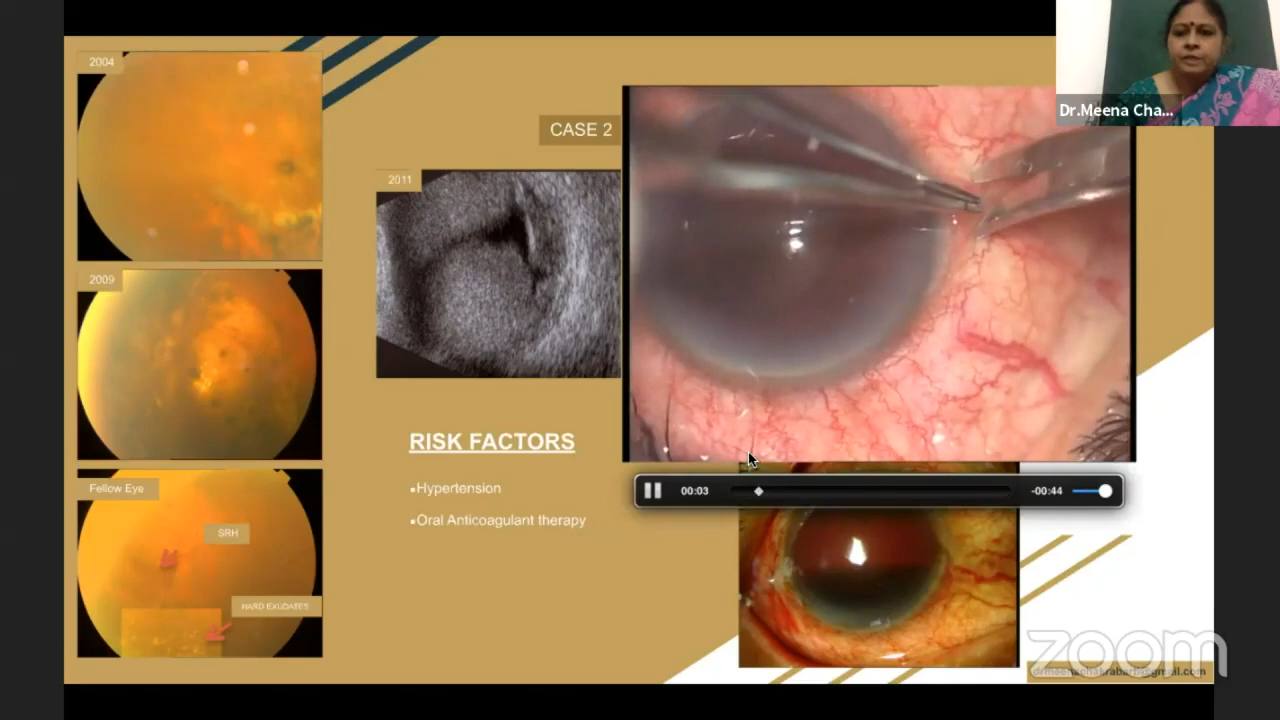 2004
CASE 2
Dr.Meena Cha...
2011
2009
RISK FACTORS
▪Hypertension
▪Oral Anticoagulant therapy
Fellow Eye
SRH
HARD EXUDATES
00:03
-00:44
zoom